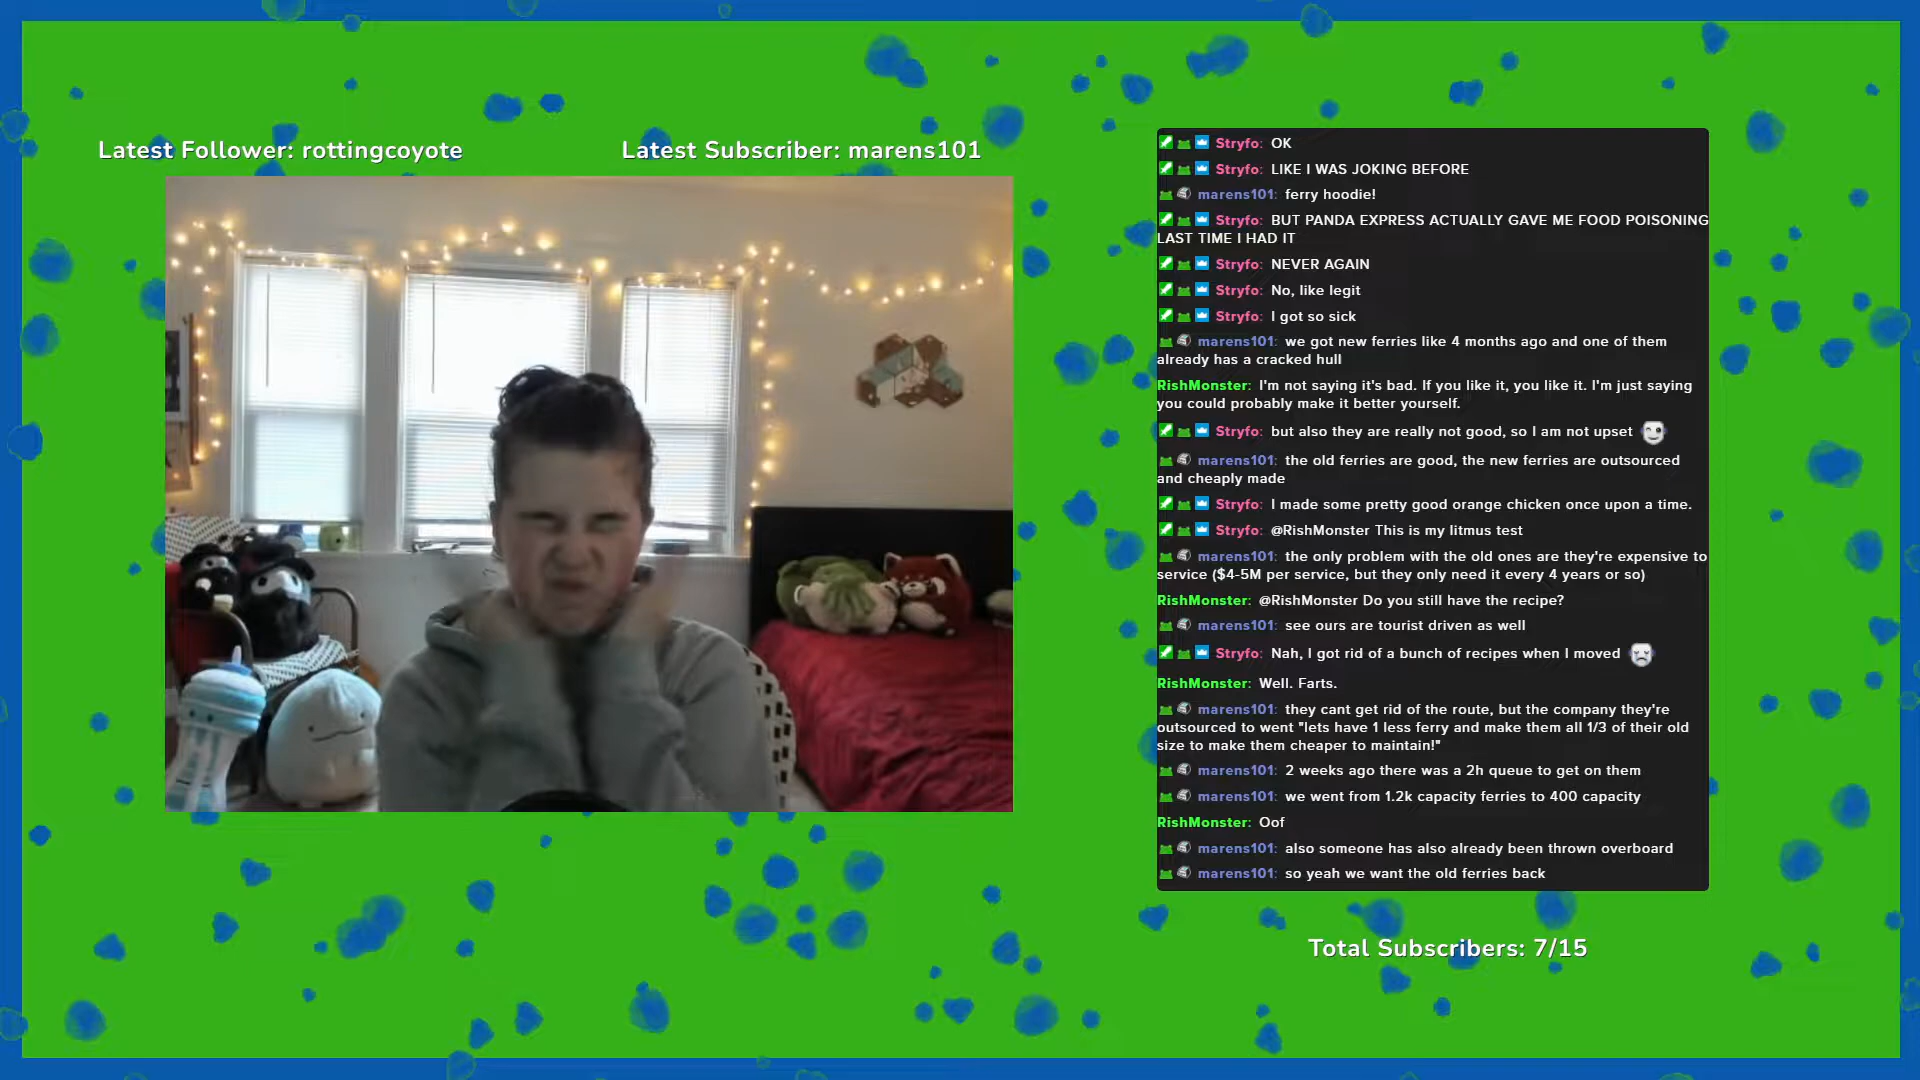 Latest Follower: rottingcoyote
Latest Subscriber: marens101
Stryfo: OK
Stryfo: LIKE I WAS JOKING BEFORE
marens101: ferry hoodie!
Stryfo: BUT PANDA EXPRESS ACTUALLY GAVE ME FOOD POISONING
LAST TIME I HAD IT
Stryfo: NEVER AGAIN
Stryfo: No, like legit
Stryfo: I got so sick
marens101: we got new ferries like 4 months ago and one of them
already has a cracked hull
RishMonster: I'm not saying it's bad. If you like it, you like it. I'm just saying
you could probably make it better yourself.
Stryfo: but also they are really not good, so I am not upset
marens101: the old ferries are good, the new ferries are outsourced
and cheaply made
Stryfo: I made some pretty good orange chicken once upon a time.
Stryfo: @RishMonster This is my litmus test
marens101: the only problem with the old ones are they're expensive to
service ($4-5M per service, but they only need it every 4 years or so)
RishMonster: @RishMonster Do you still have the recipe?
marens101: see ours are tourist driven as well
Stryfo: Nah, I got rid of a bunch of recipes when I moved
RishMonster: Well. Farts.
marens101: they cant get rid of the route, but the company they're
outsourced to went "lets have 1 less ferry and make them all 1/3 of their old
size to make them cheaper to maintain!"
marens101: 2 weeks ago there was a 2h queue to get on them
marens101: we went from 1.2k capacity ferries to 400 capacity
RishMonster: Oof
marens101: also someone has also already been thrown overboard
marens101: so yeah we want the old ferries back
Total Subscribers: 7/15